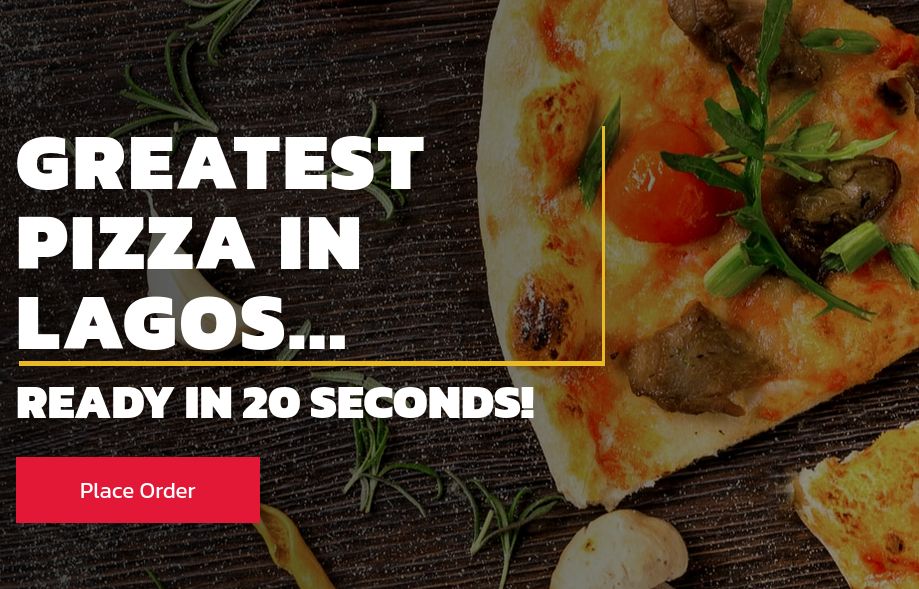 GREATEST
PIZZA IN
LAGOS...
READY IN 20 SECONDS!
Place Order